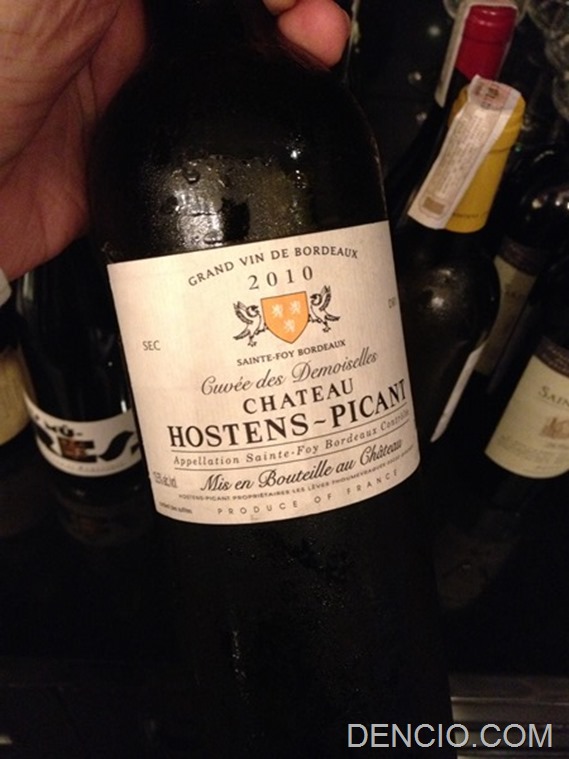 GRAND VIN DE BORDEAUX
2010
SEC
SAINTE-FOY BORDEAUX
Cuvée des Demoiselles
CHATEAU
HOSTENS~PICANT
Appellation Sainte-Foy Bordeaux Contrôlée
Mis en Bouteille au Château
PRODUCE OF FRANCE
DENCIO.COM